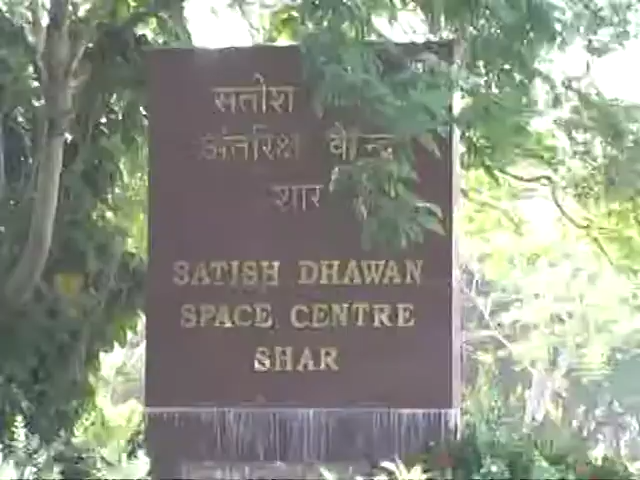 सतीश
अंतरिक्ष केन्द्र
शार
SATISH DHAWAN
SPACE CENTRE
SHAR